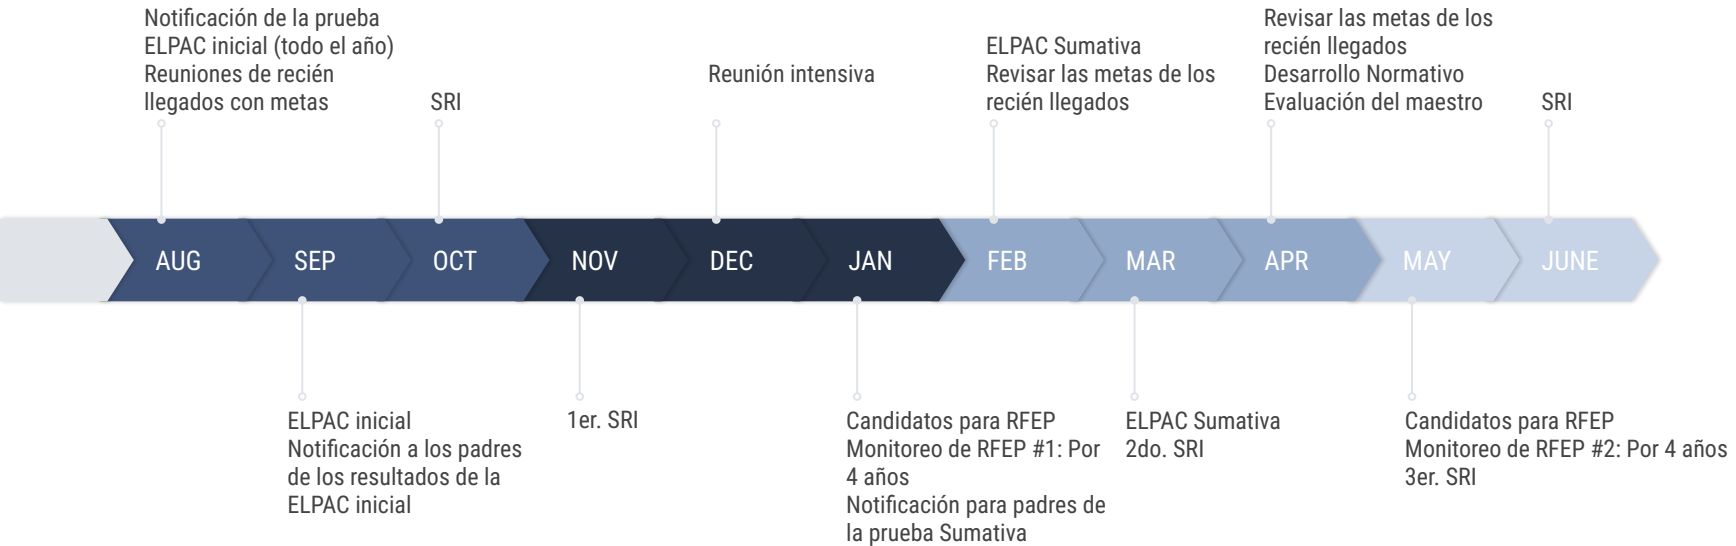 Notificación de la prueba
ELPAC inicial (todo el año)
Reuniones de recién
llegados con metas
SRI
Reunión intensiva
ELPAC Sumativa
Revisar las metas de los
recién llegados
Revisar las metas de los
recién llegados
Desarrollo Normativo
Evaluación del maestro
SRI
AUG
SEP
OCT
NOV
DEC
JAN
FEB
MAR
APR
MAY
JUNE
ELPAC inicial
Notificación a los padres
de los resultados de la
ELPAC inicial
1er. SRI
Candidatos para RFEP
Monitoreo de RFEP #1: Por
4 años
Notificación para padres de
la prueba Sumativa
ELPAC Sumativa
2do. SRI
Candidatos para RFEP
Monitoreo de RFEP #2: Por 4 años
3er. SRI